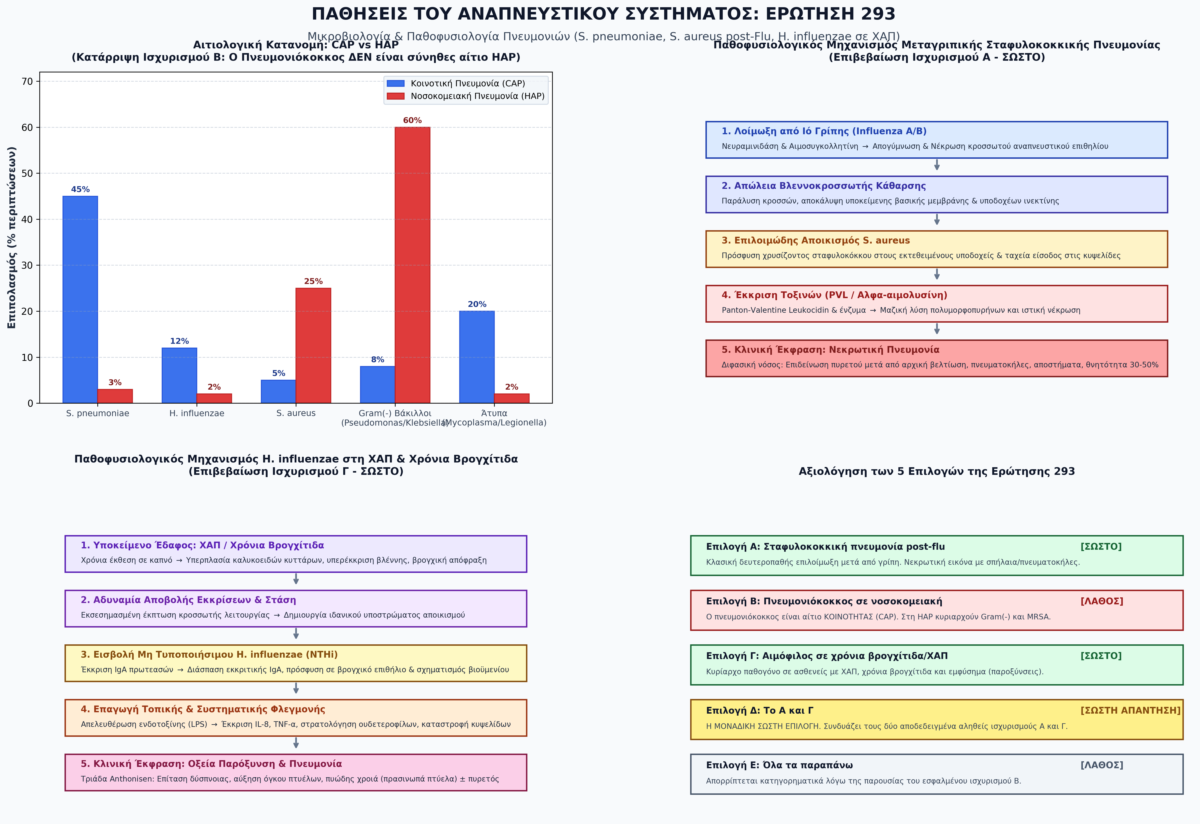 ΠΑΘΗΣΕΙΣ ΤΟΥ ΑΝΑΠΝΕΥΣΤΙΚΟΥ ΣΥΣΤΗΜΑΤΟΣ: ΕΡΩΤΗΣΗ 293
Μικροβιολογία & Παθοφυσιολογία Πνευμονιών (S. pneumoniae, S. aureus post-Flu, H. influenzae σε ΧΑΠ)
Αιτιολογική Κατανομή: CAP vs HAP
(Κατάρριψη Ισχυρισμού Β: Ο Πνευμονιόκοκκος ΔΕΝ είναι σύνηθες αίτιο HAP)
Επιπολασμός (% περιπτώσεων)
70
60
50
40
30
20
10
0
Κοινοτική Πνευμονία (CAP)
Νοσοκομειακή Πνευμονία (HAP)
45%
3%
12%
2%
5%
25%
8%
60%
20%
2%
S. pneumoniae
H. influenzae
S. aureus
Gram(-) Βάκιλλοι
(Pseudomonas/Klebsiella)
Άτυπα
(Mycoplasma/Legionella)
Παθοφυσιολογικός Μηχανισμός Μεταγριπικής Σταφυλοκοκκικής Πνευμονίας
(Επιβεβαίωση Ισχυρισμού Α - ΣΩΣΤΟ)
1. Λοίμωξη από Ιό Γρίπης (Influenza A/B)
Νευραμινιδάση & Αιμοσυγκολλητίνη → Απογύμνωση & Νέκρωση κροσσωτού αναπνευστικού επιθηλίου
2. Απώλεια Βλεννοκροσσωτής Κάθαρσης
Παράλυση κροσσών, αποκάλυψη υποκείμενης βασικής μεμβράνης & υποδοχέων ινεκτίνης
3. Επιλοιμώδης Αποικισμός S. aureus
Πρόσφυση χρυσίζοντος σταφυλοκόκκου στους εκτεθειμένους υποδοχείς & ταχεία είσοδος στις κυψελίδες
4. Έκκριση Τοξινών (PVL / Αλφα-αιμολυσίνη)
Panton-Valentine Leukocidin & ένζυμα → Μαζική λύση πολυμορφοπυρήνων και ιστική νέκρωση
5. Κλινική Έκφραση: Νεκρωτική Πνευμονία
Διφασική νόσος: Επιδείνωση πυρετού μετά από αρχική βελτίωση, πνευματοκήλες, αποστήματα, θνητότητα 30-50%
Παθοφυσιολογικός Μηχανισμός H. influenzae στη ΧΑΠ & Χρόνια Βρογχίτιδα
(Επιβεβαίωση Ισχυρισμού Γ - ΣΩΣΤΟ)
1. Υποκείμενο Έδαφος: ΧΑΠ / Χρόνια Βρογχίτιδα
Χρόνια έκθεση σε καπνό → Υπερπλασία καλυκοειδών κυττάρων, υπερέκκριση βλέννης, βρογχική απόφραξη
2. Αδυναμία Αποβολής Εκκρίσεων & Στάση
Εκσεσημασμένη έκπτωση κροσσωτής λειτουργίας → Δημιουργία ιδανικού υποστρώματος αποικισμού
3. Εισβολή Μη Τυποποιήσιμου H. influenzae (NTHi)
Έκκριση IgA πρωτεασών → Διάσπαση εκκριτικής IgA, πρόσφυση σε βρογχικό επιθήλιο & σχηματισμός βιοϋμενίου
4. Επαγωγή Τοπικής & Συστηματικής Φλεγμονής
Απελευθέρωση ενδοτοξίνης (LPS) → Έκκριση IL-8, TNF-α, στρατολόγηση ουδετεροφίλων, καταστροφή κυψελίδων
5. Κλινική Έκφραση: Οξεία Παρόξυνση & Πνευμονία
Τριάδα Anthonisen: Επίταση δύσπνοιας, αύξηση όγκου πτυέλων, πυώδης χροιά (πρασινωπά πτύελα) ± πυρετός
Αξιολόγηση των 5 Επιλογών της Ερώτησης 293
Επιλογή Α: Σταφυλοκοκκική πνευμονία post-flu [ΣΩΣΤΟ]
Κλασική δευτεροπαθής επιλοίμωξη μετά από γρίπη. Νεκρωτική εικόνα με σπήλαια/πνευματοκήλες.
Επιλογή Β: Πνευμονιόκοκκος σε νοσοκομειακή [ΛΑΘΟΣ]
Ο πνευμονιόκοκκος είναι αίτιο ΚΟΙΝΟΤΗΤΑΣ (CAP). Στη HAP κυριαρχούν Gram(-) και MRSA.
Επιλογή Γ: Αιμόφιλος σε χρόνια βρογχίτιδα/ΧΑΠ [ΣΩΣΤΟ]
Κυρίαρχο παθογόνο σε ασθενείς με ΧΑΠ, χρόνια βρογχίτιδα και εμφύσημα (παροξύνσεις).
Επιλογή Δ: Το Α και Γ [ΣΩΣΤΗ ΑΠΑΝΤΗΣΗ]
Η ΜΟΝΑΔΙΚΗ ΣΩΣΤΗ ΕΠΙΛΟΓΗ. Συνδυάζει τους δύο αποδεδειγμένα αληθείς ισχυρισμούς Α και Γ.
Επιλογή Ε: Όλα τα παραπάνω [ΛΑΘΟΣ]
Απορρίπτεται κατηγορηματικά λόγω της παρουσίας του εσφαλμένου ισχυρισμού Β.